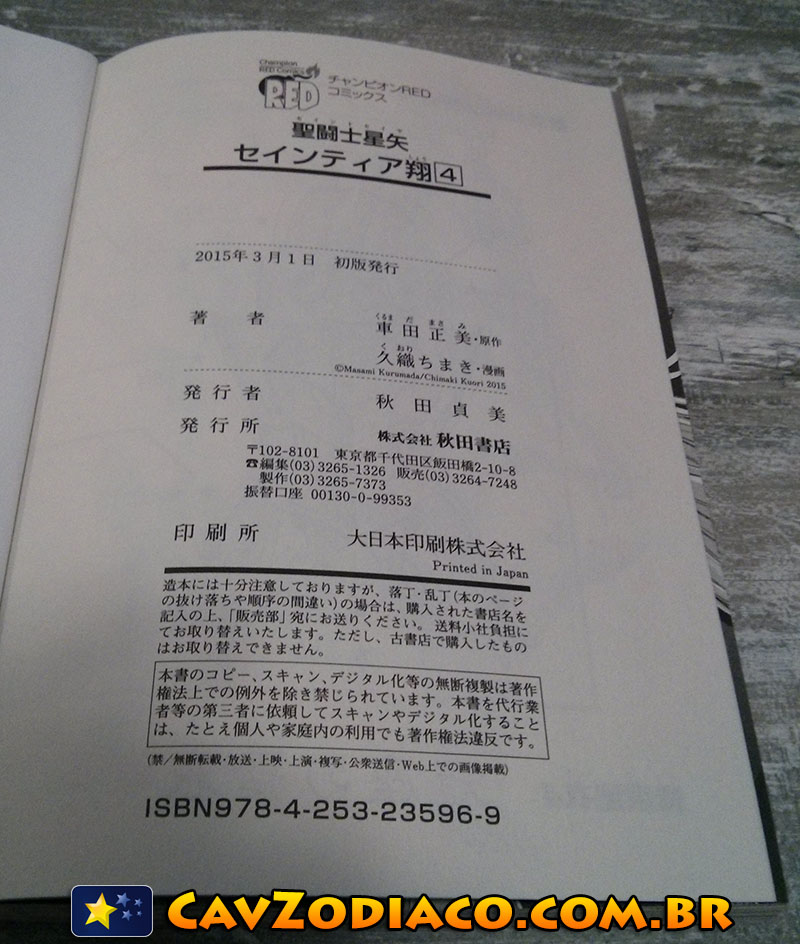 Champion
RED Comics
RED
チャンピオンRED
コミックス
聖闘士星矢
セインティア翔4
2015年3月1日 初版発行
著者
くるまだまさみ
車田正美・原作
くおり
久織ちまき・漫画
©Masami Kurumada/Chimaki Kuori 2015
発行者 秋田貞美
発行所 株式会社 秋田書店
〒102-8101 東京都千代田区飯田橋2-10-8
☎編集(03)3265-1326 販売(03)3264-7248
製作(03)3265-7373
振替口座 00130-0-99353
印刷所 大日本印刷株式会社
Printed in Japan
造本には十分注意しておりますが、落丁・乱丁(本のページ
の抜け落ちや順序の間違い)の場合は、購入された書店名を
記入の上、「販売部」宛にお送りください。送料小社負担に
てお取り替えいたします。ただし、古書店で購入したもの
はお取り替えできません。
本書のコピー、スキャン、デジタル化等の無断複製は著作
権法上での例外を除き禁じられています。本書を代行業
者等の第三者に依頼してスキャンやデジタル化すること
は、たとえ個人や家庭内の利用でも著作権法違反です。
(禁/無断転載・放送・上映・上演・複写・公衆送信・Web上での画像掲載)
ISBN978-4-253-23596-9
CavZodiaco.com.br